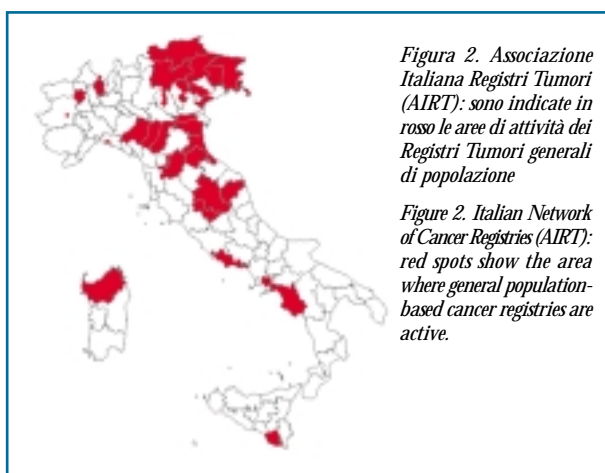 Figura 2. Associazione
Italiana Registri Tumori
(AIRT): sono indicate in
rosso le aree di attività dei
Registri Tumori generali
di popolazione
Figure 2. Italian Network
of Cancer Registries (AIRT):
red spots show the area
where general population-
based cancer registries are
active.